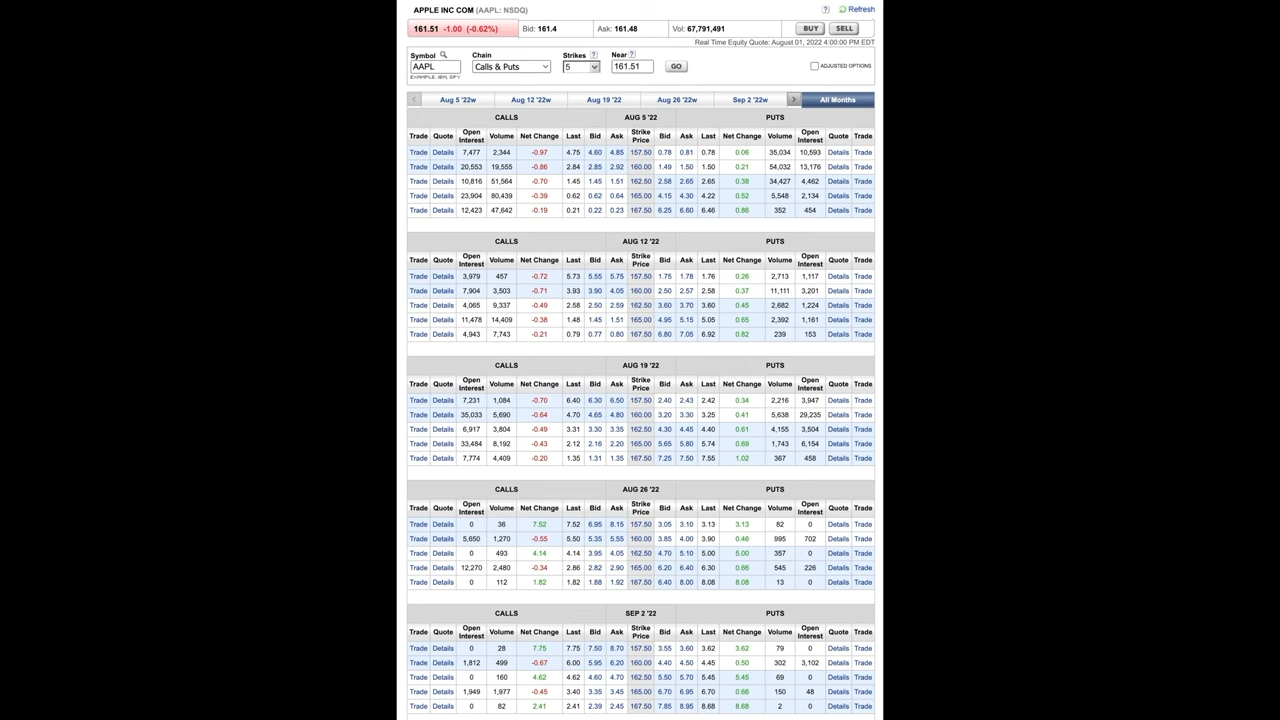 APPLE INC COM (AAPL: NSDQ) ? Refresh
161.51 -1.00 (-0.62%) Bid: 161.4 Ask: 161.48 Vol: 67,791,491 BUY SELL
Real Time Equity Quote: August 01, 2022 4:00:00 PM EDT
Symbol Chain Strikes ? Near ?
AAPL Calls & Puts 5 161.51 GO ADJUSTED OPTIONS
EXAMPLE: IBM, SPY
< Aug 5 '22w Aug 12 '22w Aug 19 '22 Aug 26 '22w Sep 2 '22w > All Months
CALLS AUG 5 '22 PUTS
Trade Quote Open Interest Volume Net Change Last Bid Ask Strike Price Bid Ask Last Net Change Volume Open Interest Quote Trade
Trade Details 7,477 2,344 -0.97 4.75 4.60 4.85 157.50 0.78 0.81 0.78 0.06 35,034 10,593 Details Trade
Trade Details 20,553 19,555 -0.86 2.84 2.85 2.92 160.00 1.49 1.50 1.50 0.21 54,032 13,176 Details Trade
Trade Details 10,816 51,564 -0.70 1.45 1.45 1.51 162.50 2.58 2.65 2.65 0.38 34,427 4,462 Details Trade
Trade Details 23,904 80,439 -0.39 0.62 0.62 0.64 165.00 4.15 4.30 4.22 0.52 5,548 2,134 Details Trade
Trade Details 12,423 47,642 -0.19 0.21 0.22 0.23 167.50 6.25 6.60 6.46 0.86 352 454 Details Trade
CALLS AUG 12 '22 PUTS
Trade Quote Open Interest Volume Net Change Last Bid Ask Strike Price Bid Ask Last Net Change Volume Open Interest Quote Trade
Trade Details 3,979 457 -0.72 5.73 5.55 5.75 157.50 1.75 1.78 1.76 0.26 2,713 1,117 Details Trade
Trade Details 7,904 3,503 -0.71 3.93 3.90 4.05 160.00 2.50 2.57 2.58 0.37 11,111 3,201 Details Trade
Trade Details 4,065 9,337 -0.49 2.58 2.50 2.59 162.50 3.60 3.70 3.60 0.45 2,682 1,224 Details Trade
Trade Details 11,478 14,409 -0.38 1.48 1.45 1.51 165.00 4.95 5.15 5.05 0.65 2,392 1,161 Details Trade
Trade Details 4,943 7,743 -0.21 0.79 0.77 0.80 167.50 6.80 7.05 6.92 0.82 239 153 Details Trade
CALLS AUG 19 '22 PUTS
Trade Quote Open Interest Volume Net Change Last Bid Ask Strike Price Bid Ask Last Net Change Volume Open Interest Quote Trade
Trade Details 7,231 1,084 -0.70 6.40 6.30 6.50 157.50 2.40 2.43 2.42 0.34 2,216 3,947 Details Trade
Trade Details 35,033 5,690 -0.64 4.70 4.65 4.80 160.00 3.20 3.30 3.25 0.41 5,638 29,235 Details Trade
Trade Details 6,917 3,804 -0.49 3.31 3.30 3.35 162.50 4.30 4.45 4.40 0.61 4,155 3,504 Details Trade
Trade Details 33,484 8,192 -0.43 2.12 2.16 2.20 165.00 5.65 5.80 5.74 0.69 1,743 6,154 Details Trade
Trade Details 7,774 4,409 -0.20 1.35 1.31 1.35 167.50 7.25 7.50 7.55 1.02 367 458 Details Trade
CALLS AUG 26 '22 PUTS
Trade Quote Open Interest Volume Net Change Last Bid Ask Strike Price Bid Ask Last Net Change Volume Open Interest Quote Trade
Trade Details 0 36 7.52 7.52 6.95 8.15 157.50 3.05 3.10 3.13 3.13 82 0 Details Trade
Trade Details 5,650 1,270 -0.55 5.50 5.35 5.55 160.00 3.85 4.00 3.90 0.46 995 702 Details Trade
Trade Details 0 493 4.14 4.14 3.95 4.05 162.50 4.70 5.10 5.00 5.00 357 0 Details Trade
Trade Details 12,270 2,480 -0.34 2.86 2.82 2.90 165.00 6.20 6.40 6.30 0.66 545 226 Details Trade
Trade Details 0 112 1.82 1.82 1.88 1.92 167.50 6.40 8.00 8.08 8.08 13 0 Details Trade
CALLS SEP 2 '22 PUTS
Trade Quote Open Interest Volume Net Change Last Bid Ask Strike Price Bid Ask Last Net Change Volume Open Interest Quote Trade
Trade Details 0 28 7.75 7.75 7.50 8.70 157.50 3.55 3.60 3.62 3.62 79 0 Details Trade
Trade Details 1,812 499 -0.67 6.00 5.95 6.20 160.00 4.40 4.50 4.45 0.50 302 3,102 Details Trade
Trade Details 0 160 4.62 4.62 4.60 4.70 162.50 5.50 5.70 5.45 5.45 69 0 Details Trade
Trade Details 1,949 1,977 -0.45 3.40 3.35 3.45 165.00 6.70 6.95 6.70 0.66 150 48 Details Trade
Trade Details 0 82 2.41 2.41 2.39 2.45 167.50 7.85 8.95 8.68 8.68 2 0 Details Trade